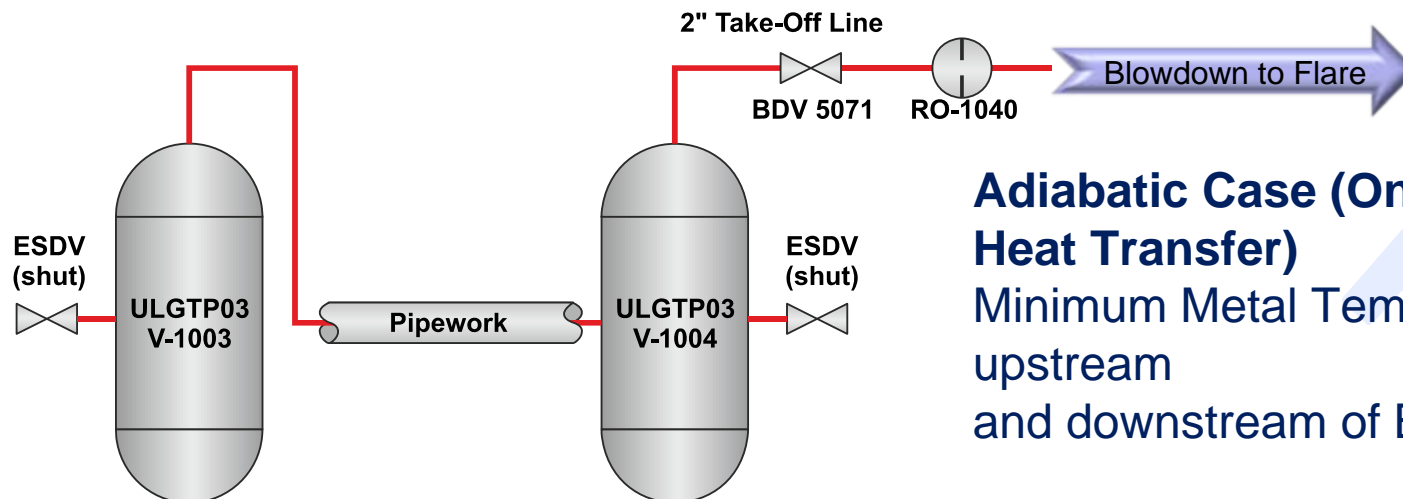 2" Take-Off Line
BDV 5071
RO-1040
Blowdown to Flare
ESDV
(shut)
ULGTP03
V-1003
Pipework
ULGTP03
V-1004
ESDV
(shut)
Adiabatic Case (On
Heat Transfer)
Minimum Metal Tem
upstream
and downstream of